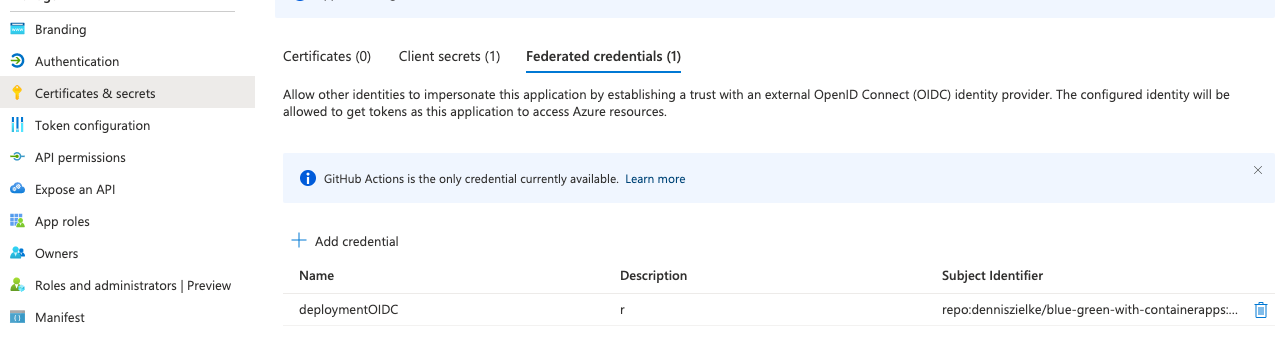 Branding
Authentication
Certificates & secrets
Token configuration
API permissions
Expose an API
App roles
Owners
Roles and administrators | Preview
Manifest
Certificates (0) Client secrets (1) Federated credentials (1)
Allow other identities to impersonate this application by establishing a trust with an external OpenID Connect (OIDC) identity provider. The configured identity will be
allowed to get tokens as this application to access Azure resources.
GitHub Actions is the only credential currently available. Learn more
Add credential
Name Description Subject Identifier
deploymentOIDC r repo:denniszielke/blue-green-with-containerapps:...